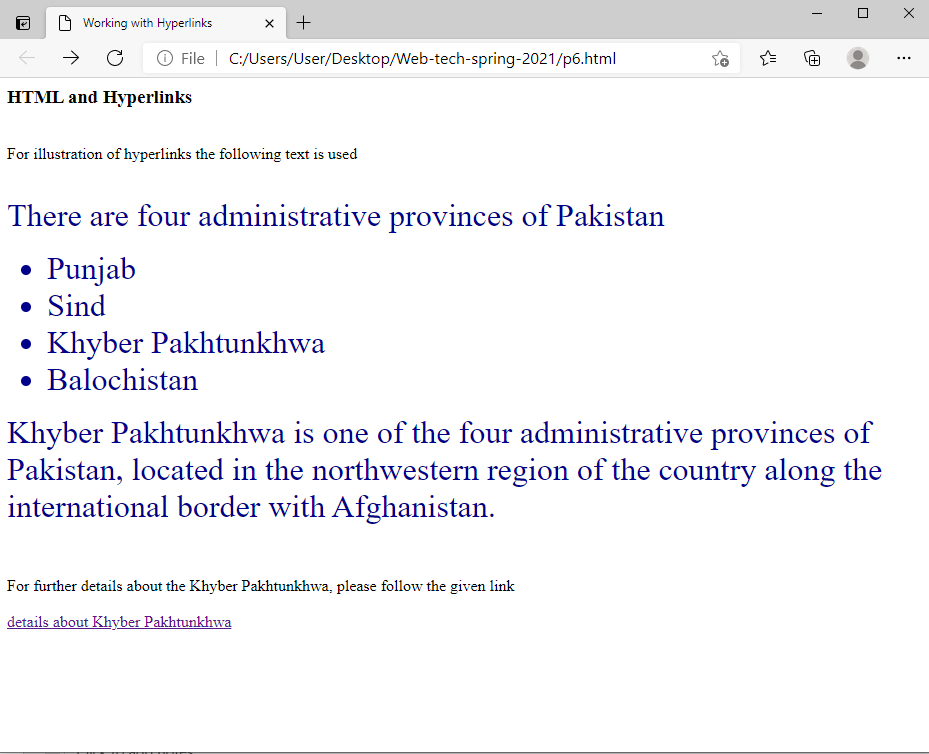 Working with Hyperlinks
File | C:/Users/User/Desktop/Web-tech-spring-2021/p6.html
HTML and Hyperlinks
For illustration of hyperlinks the following text is used
There are four administrative provinces of Pakistan
• Punjab
• Sind
• Khyber Pakhtunkhwa
• Balochistan
Khyber Pakhtunkhwa is one of the four administrative provinces of
Pakistan, located in the northwestern region of the country along the
international border with Afghanistan.
For further details about the Khyber Pakhtunkhwa, please follow the given link
details about Khyber Pakhtunkhwa